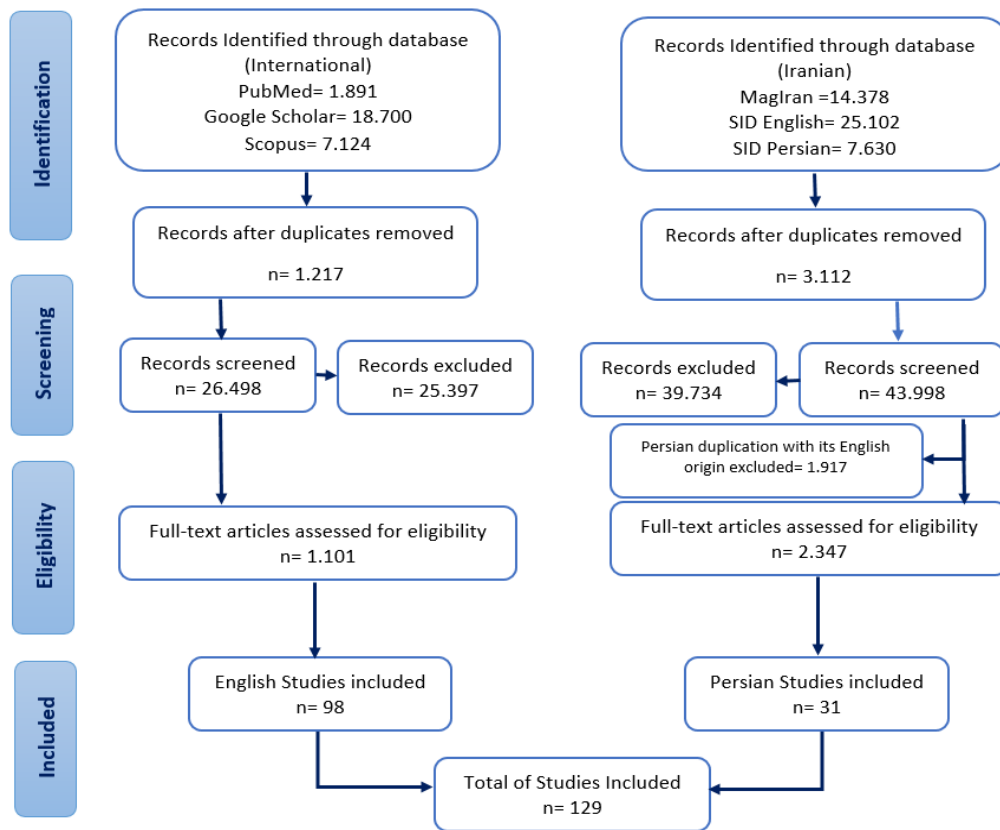 Identification
Records Identified through database
(International)
PubMed= 1.891
Google Scholar= 18.700
Scopus= 7.124
Records Identified through database
(Iranian)
MagIran =14.378
SID English= 25.102
SID Persian= 7.630
Records after duplicates removed
n= 1.217
Records after duplicates removed
n= 3.112
Screening
Records screened
n= 26.498
Records excluded
n= 25.397
Records excluded
n= 39.734
Records screened
n= 43.998
Persian duplication with its English
origin excluded= 1.917
Eligibility
Full-text articles assessed for eligibility
n= 1.101
Full-text articles assessed for eligibility
n= 2.347
Included
English Studies included
n= 98
Persian Studies included
n= 31
Total of Studies Included
n= 129